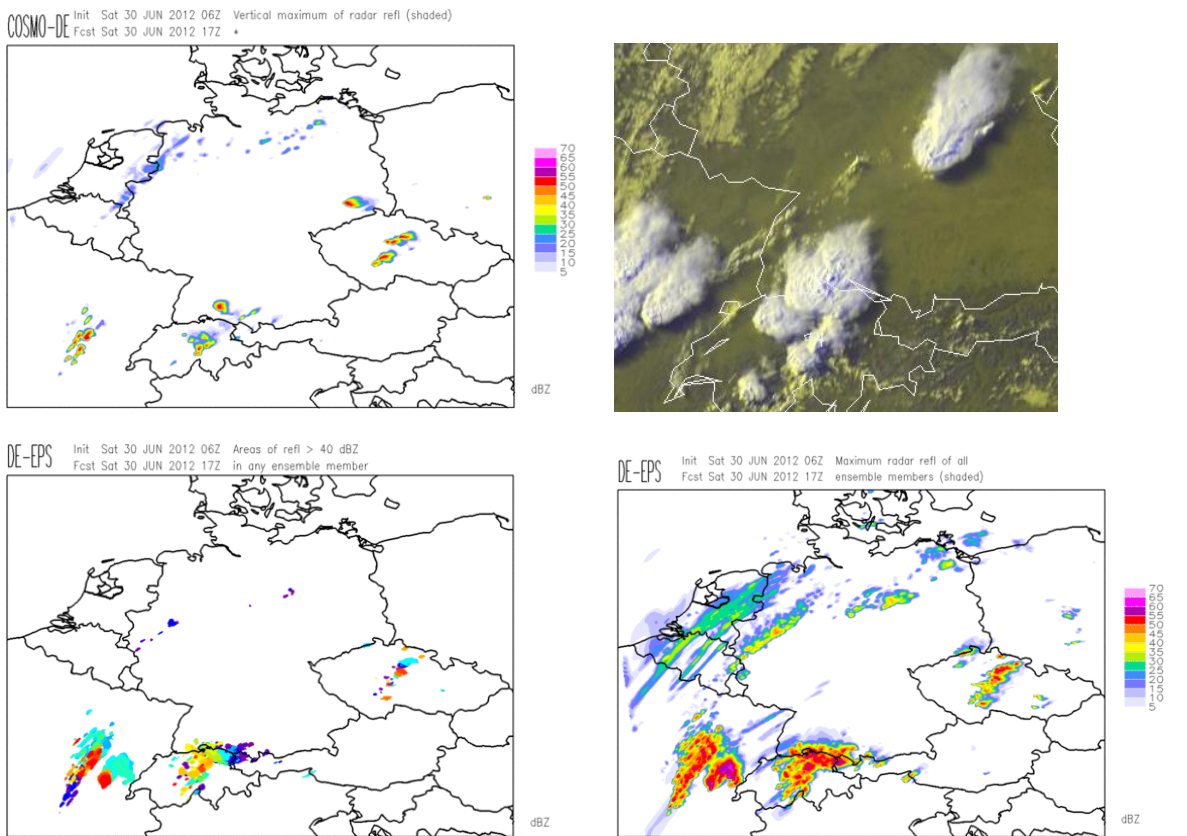 COSMO-DE
Init Sat 30 JUN 2012 06Z Vertical maximum of radar refl (shaded)
Fcst Sat 30 JUN 2012 17Z *
70
65
60
55
50
45
40
35
30
25
20
15
10
5
dBZ
DE-EPS
Init Sat 30 JUN 2012 06Z Areas of refl > 40 dBZ
Fcst Sat 30 JUN 2012 17Z in any ensemble member
dBZ
DE-EPS
Init Sat 30 JUN 2012 06Z Maximum radar refl of all
Fcst Sat 30 JUN 2012 17Z ensemble members (shaded)
70
65
60
55
50
45
40
35
30
25
20
15
10
5
dBZ